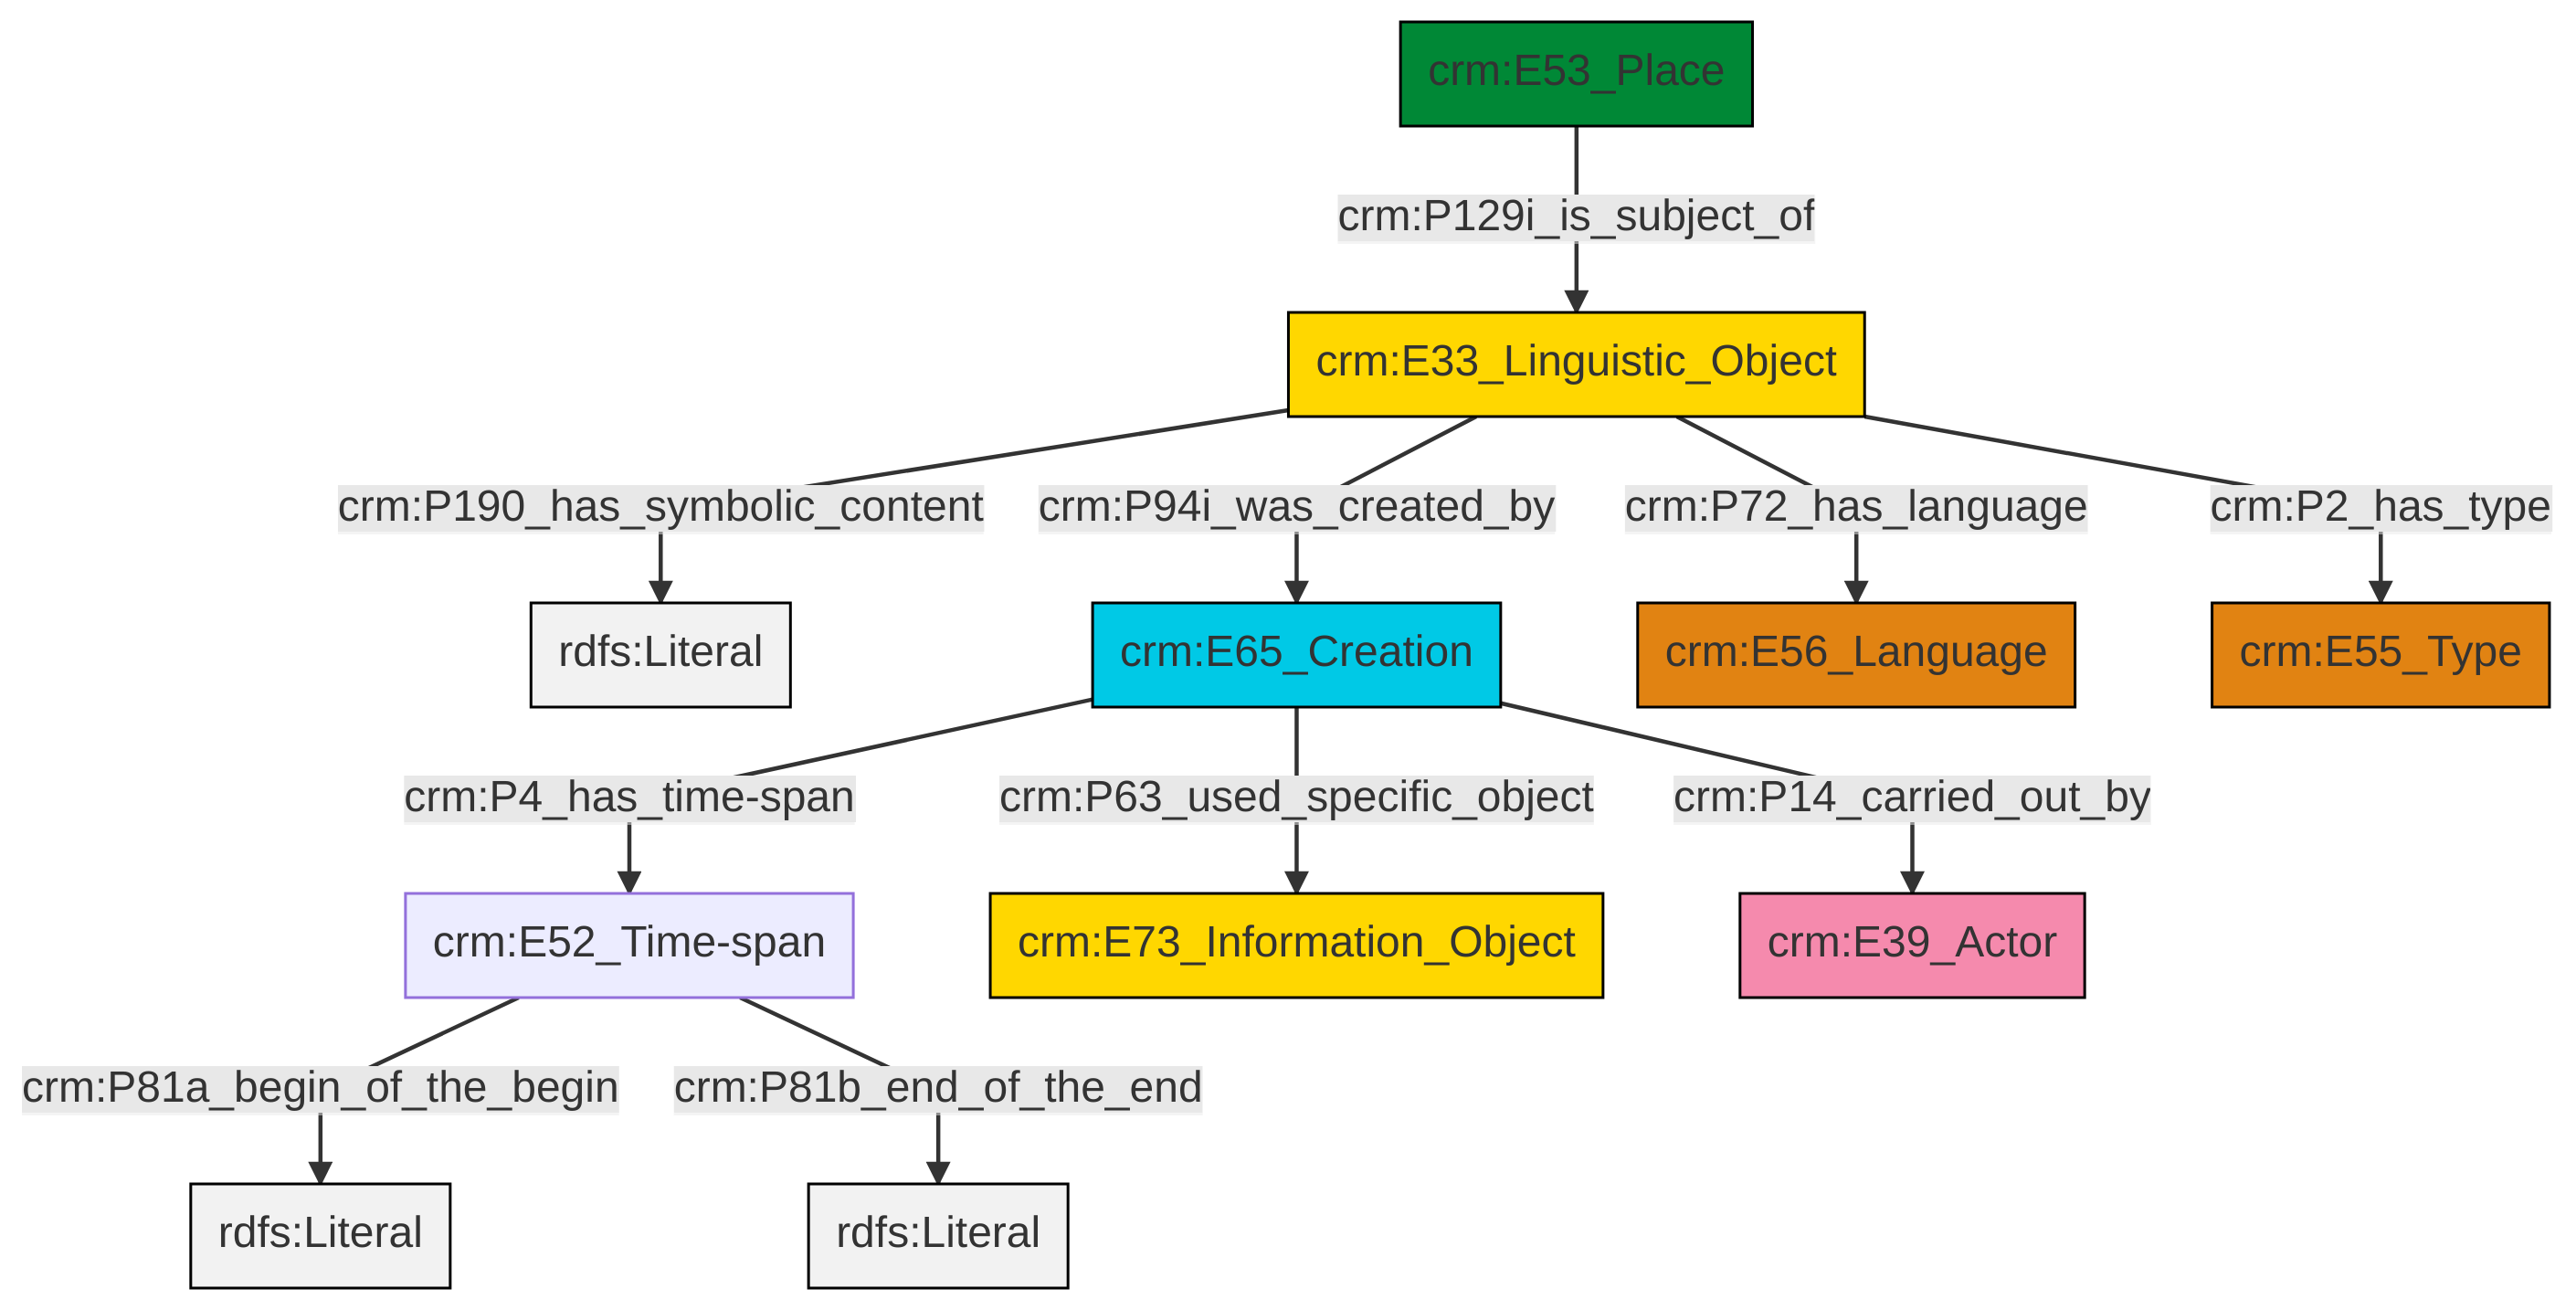 crm:E53_Place
crm:P129i_is_subject_of
crm:E33_Linguistic_Object
crm:P190_has_symbolic_content
crm:P94i_was_created_by
crm:P72_has_language
crm:P2_has_type
rdfs:Literal
crm:E65_Creation
crm:E56_Language
crm:E55_Type
crm:P4_has_time-span
crm:P63_used_specific_object
crm:P14_carried_out_by
crm:E52_Time-span
crm:E73_Information_Object
crm:E39_Actor
crm:P81a_begin_of_the_begin
crm:P81b_end_of_the_end
rdfs:Literal
rdfs:Literal